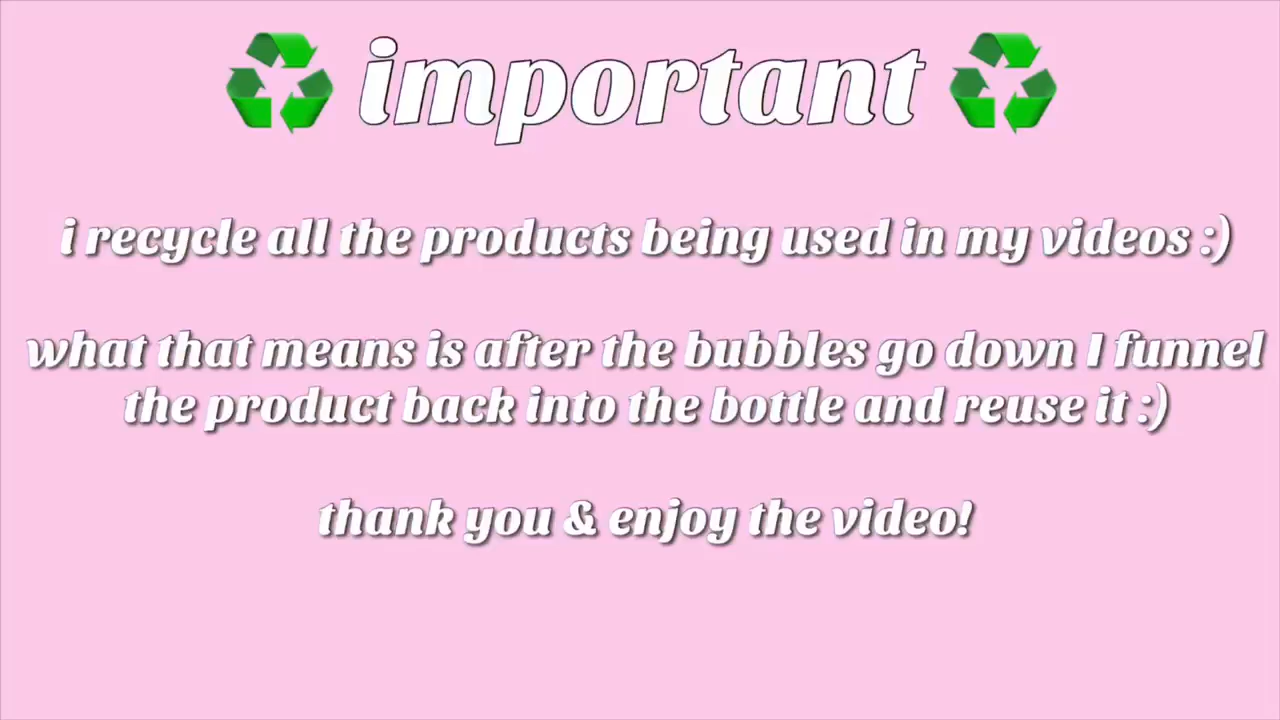 important
i recycle all the products being used in my videos :)
what that means is after the bubbles go down I funnel
the product back into the bottle and reuse it :)
thank you & enjoy the video!